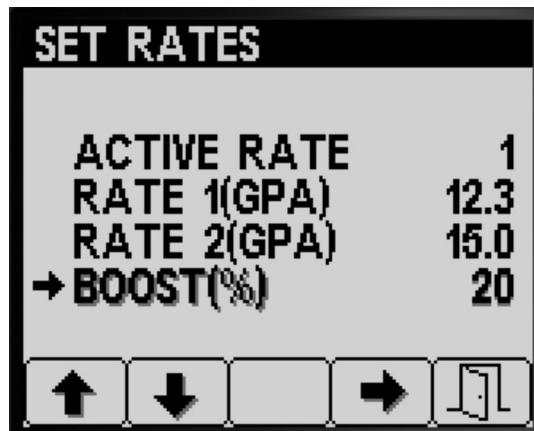 SET RATES
ACTIVE RATE 1
RATE 1(GPA) 12.3
RATE 2(GPA) 15.0
BOOST(%) 20